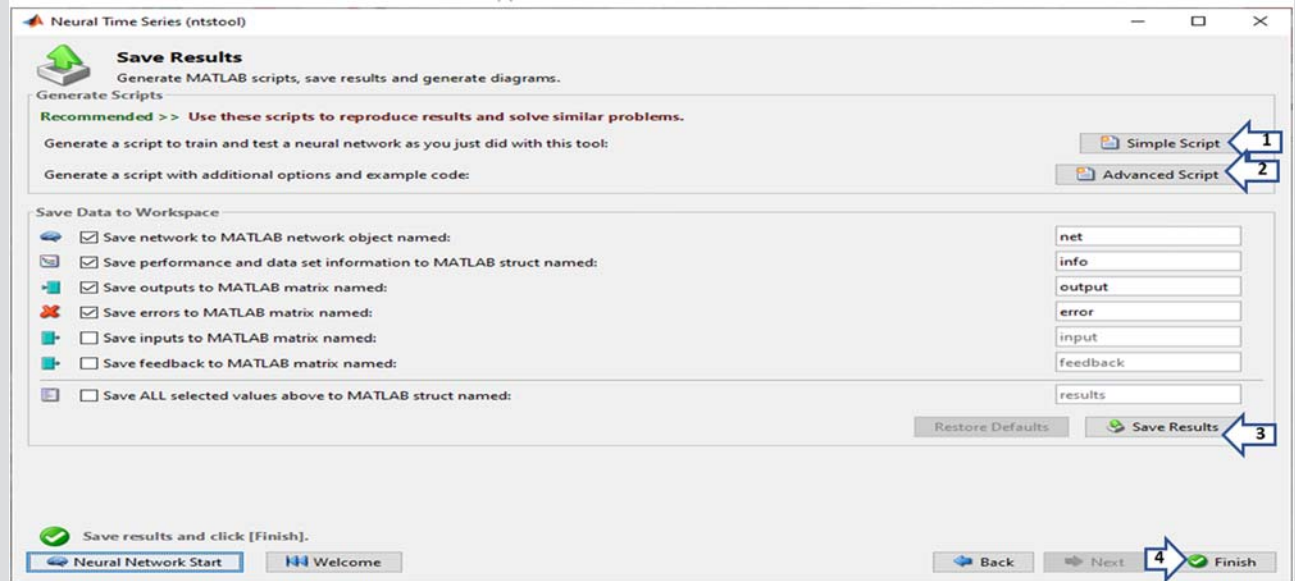 Neural Time Series (ntstool)
Save Results
Generate MATLAB scripts, save results and generate diagrams.
Generate Scripts
Recommended >> Use these scripts to reproduce results and solve similar problems.
Generate a script to train and test a neural network as you just did with this tool: Simple Script 1
Generate a script with additional options and example code: Advanced Script 2
Save Data to Workspace
Save network to MATLAB network object named: net
Save performance and data set information to MATLAB struct named: info
Save outputs to MATLAB matrix named: output
Save errors to MATLAB matrix named: error
Save inputs to MATLAB matrix named: input
Save feedback to MATLAB matrix named: feedback
Save ALL selected values above to MATLAB struct named: results
Restore Defaults Save Results 3
Save results and click [Finish].
Neural Network Start Welcome Back Next 4 Finish